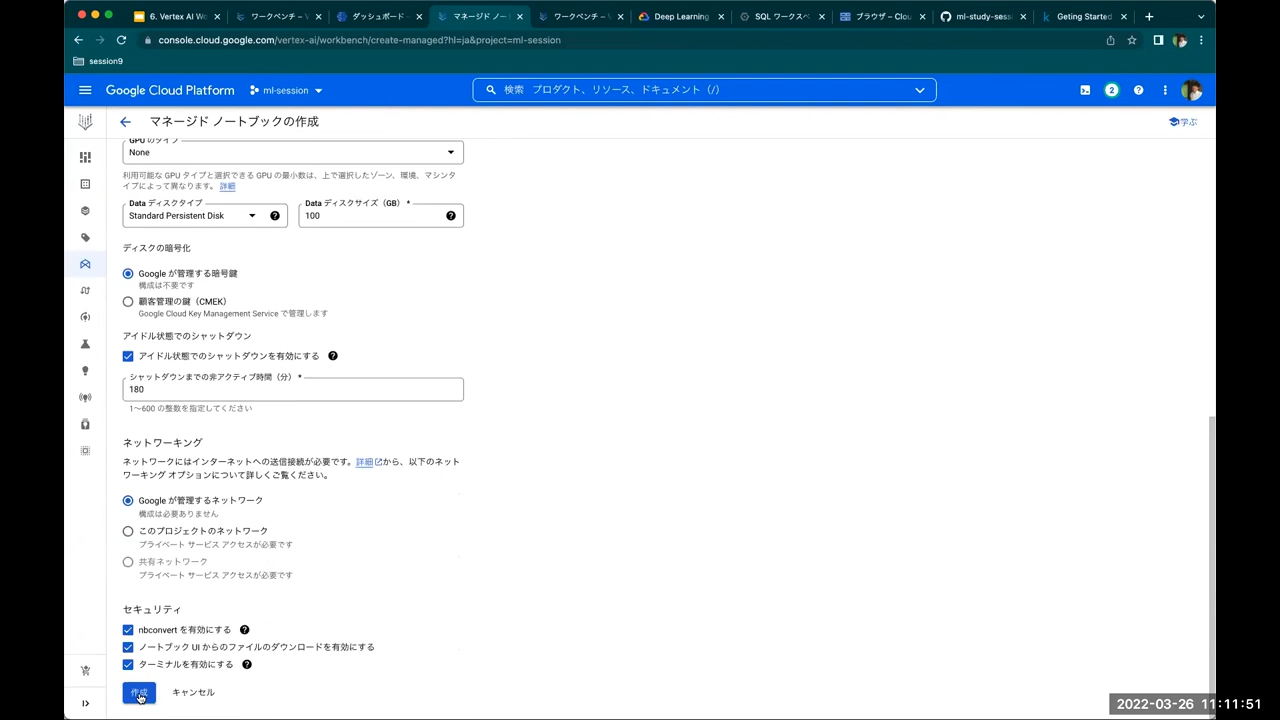 6. Vertex AI Wo
ワークベンチ – V
ダッシュボード –
マネージド ノート
ワークベンチ – V
Deep Learning
SQL ワークスペ
ブラウザ – Clou
ml-study-sess
Geting Started
console.cloud.google.com/vertex-ai/workbench/create-managed?hl=ja&project=ml-session
session9
Google Cloud Platform
ml-session
検索 プロダクト、リソース、ドキュメント (/)
2
マネージド ノートブックの作成
学ぶ
GPU のタイプ
None
利用可能な GPU タイプと選択できる GPU の最小数は、上で選択したゾーン、環境、マシンタ
イプによって異なります。 詳細
Data ディスクタイプ
Standard Persistent Disk
Data ディスクサイズ（GB） *
100
ディスクの暗号化
Google が管理する暗号鍵
構成は不要です
顧客管理の鍵（CMEK）
Google Cloud Key Management Service で管理します
アイドル状態でのシャットダウン
アイドル状態でのシャットダウンを有効にする
シャットダウンまでの非アクティブ時間（分） *
180
1〜600 の整数を指定してください
ネットワーキング
ネットワークにはインターネットへの送信接続が必要です。詳細から、以下のネット
ワーキング オプションについて詳しくご覧ください。
Google が管理するネットワーク
構成は必要ありません
このプロジェクトのネットワーク
プライベート サービス アクセスが必要です
共有ネットワーク
プライベート サービス アクセスが必要です
セキュリティ
nbconvert を有効にする
ノートブック UI からのファイルのダウンロードを有効にする
ターミナルを有効にする
作成
キャンセル
2022-03-26 11:11:51